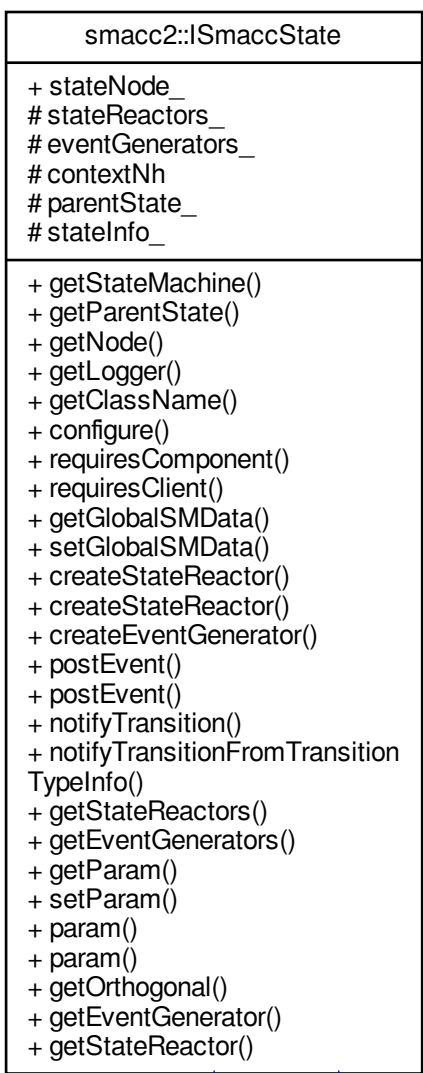 smacc2::ISmaccState
+ stateNode_
# stateReactors_
# eventGenerators_
# contextNh
# parentState_
# stateInfo_
+ getStateMachine()
+ getParentState()
+ getNode()
+ getLogger()
+ getClassName()
+ configure()
+ requiresComponent()
+ requiresClient()
+ getGlobalSMData()
+ setGlobalSMData()
+ createStateReactor()
+ createStateReactor()
+ createEventGenerator()
+ postEvent()
+ postEvent()
+ notifyTransition()
+ notifyTransitionFromTransition
TypeInfo()
+ getStateReactors()
+ getEventGenerators()
+ getParam()
+ setParam()
+ param()
+ param()
+ getOrthogonal()
+ getEventGenerator()
+ getStateReactor()